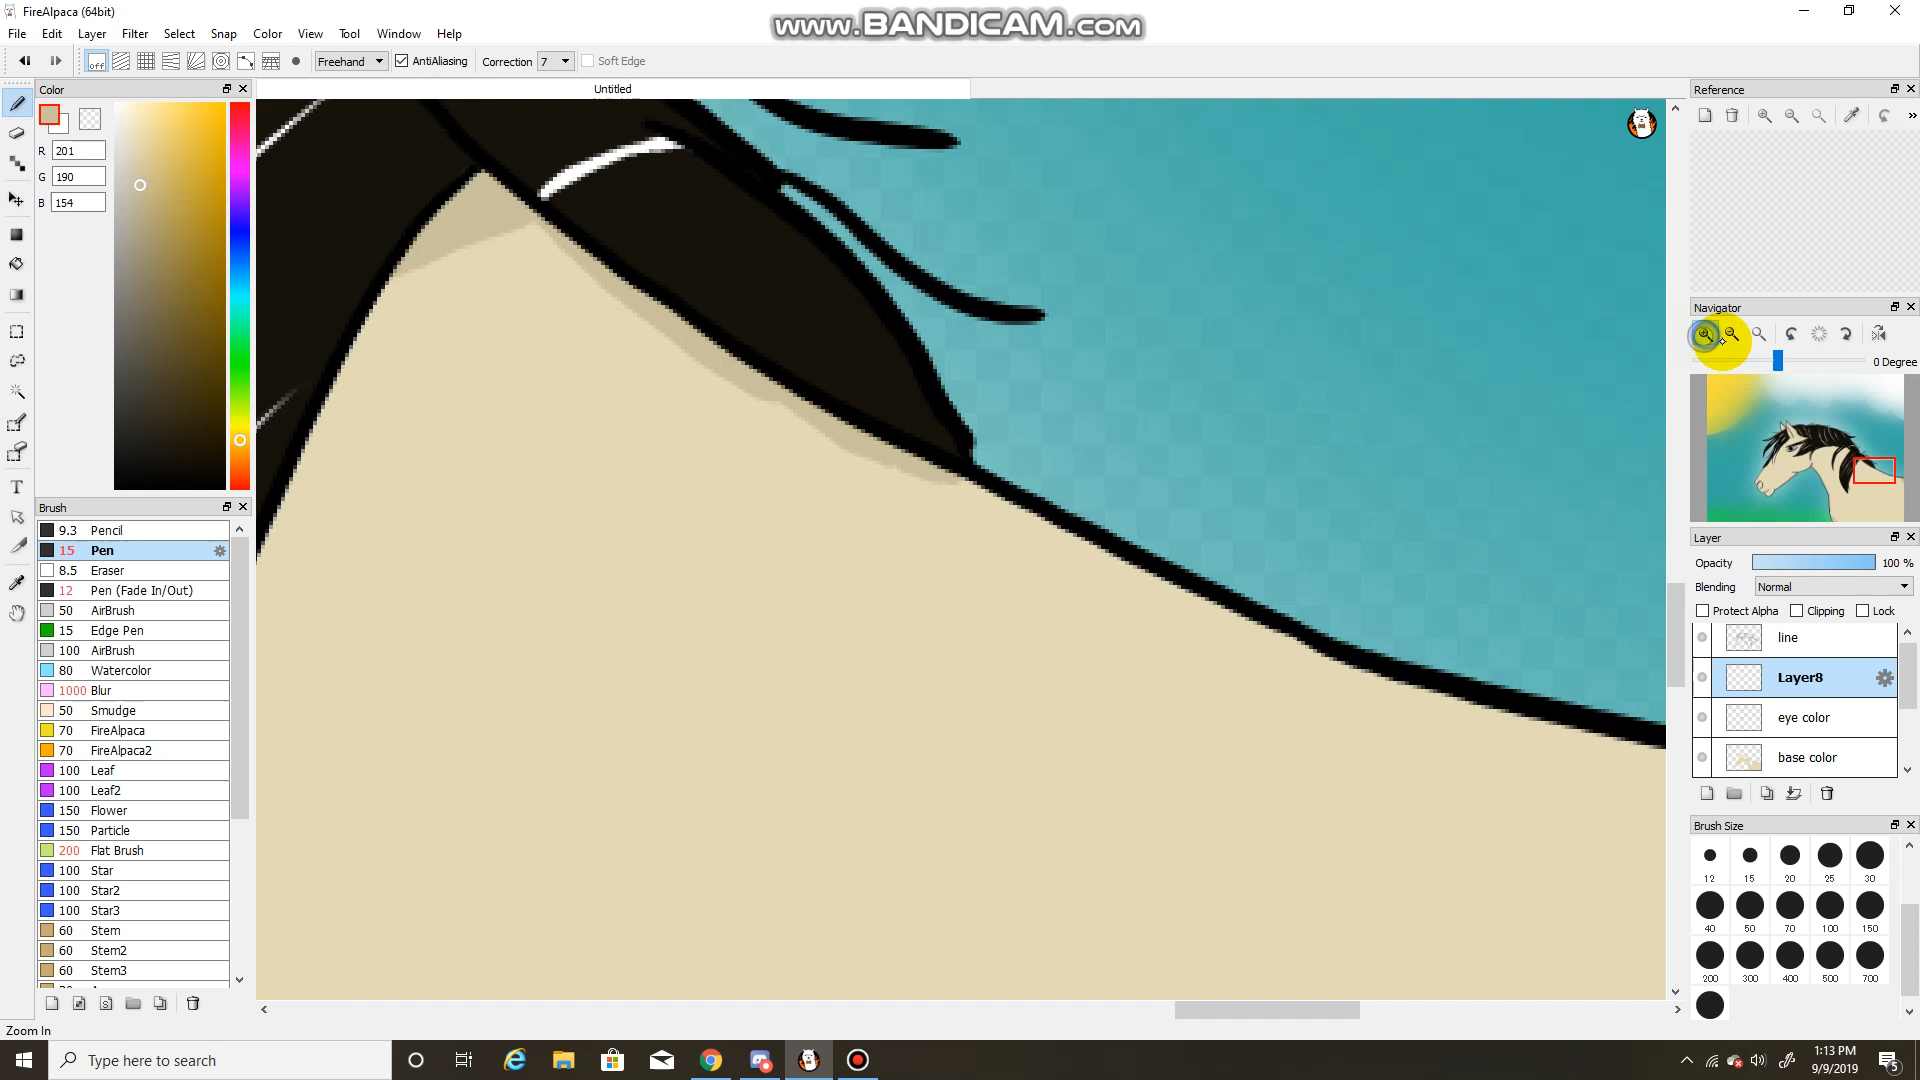 FireAlpaca (64bit)
www.BANDICAM.com
File Edit Layer Filter Select Snap Color View Tool Window Help
off Freehand AntiAliasing Correction 7 Soft Edge
Color
Untitled
Reference
R 201
G 190
B 154
Navigator
0 Degree
Brush
9.3 Pencil
15 Pen
8.5 Eraser
12 Pen (Fade In/Out)
50 AirBrush
15 Edge Pen
100 AirBrush
80 Watercolor
1000 Blur
50 Smudge
70 FireAlpaca
70 FireAlpaca2
100 Leaf
100 Leaf2
150 Flower
150 Particle
200 Flat Brush
100 Star
100 Star2
100 Star3
60 Stem
60 Stem2
60 Stem3
Layer
Opacity 100 %
Blending Normal
Protect Alpha Clipping Lock
line
Layer8
eye color
base color
Brush Size
12 15 20 25 30
40 50 70 100 150
200 300 400 500 700
Zoom In
Type here to search
1:13 PM
9/9/2019
5